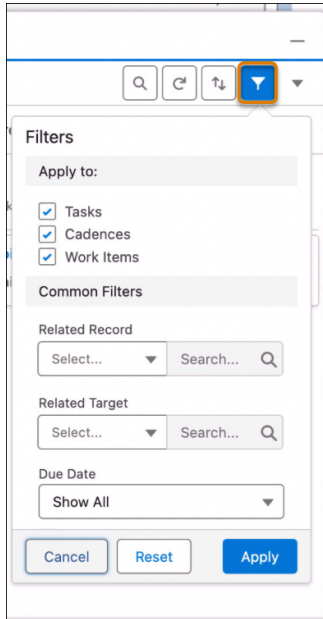 Filters
Apply to:
Tasks
Cadences
Work Items
Common Filters
Related Record
Select... Search...
Related Target
Select... Search...
Due Date
Show All
Cancel Reset Apply